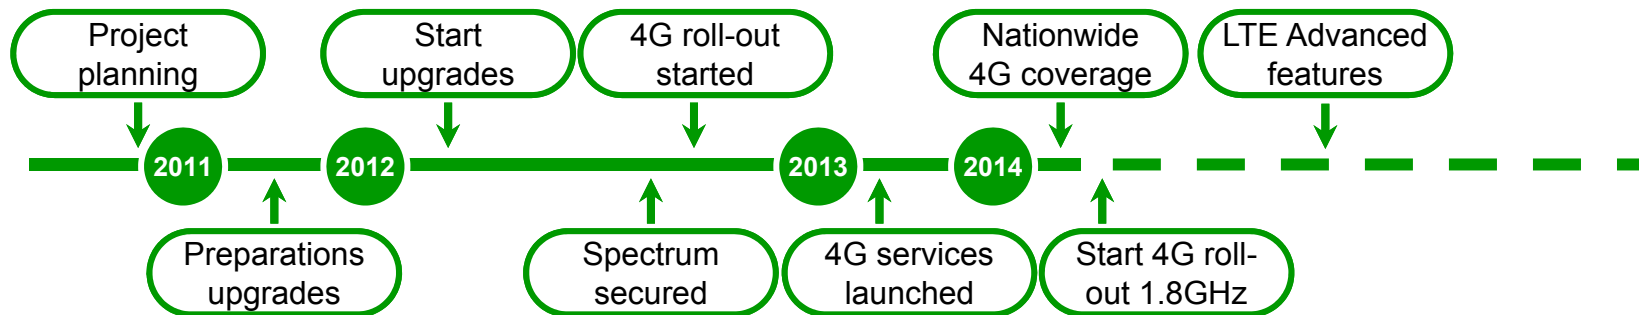 Project
planning
Start
upgrades
4G roll-out
started
Nationwide
4G coverage
LTE Advanced
features
2011
2012
2013
2014
Preparations
upgrades
Spectrum
secured
4G services
launched
Start 4G roll-
out 1.8GHz